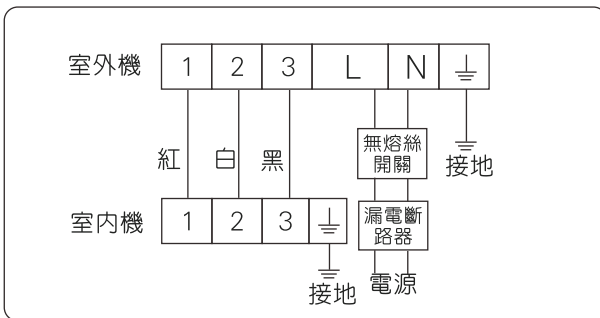 室外機 1 2 3 L N
紅 白 黑
無熔絲
開關
接地
室內機 1 2 3
漏電斷
路器
接地
電源